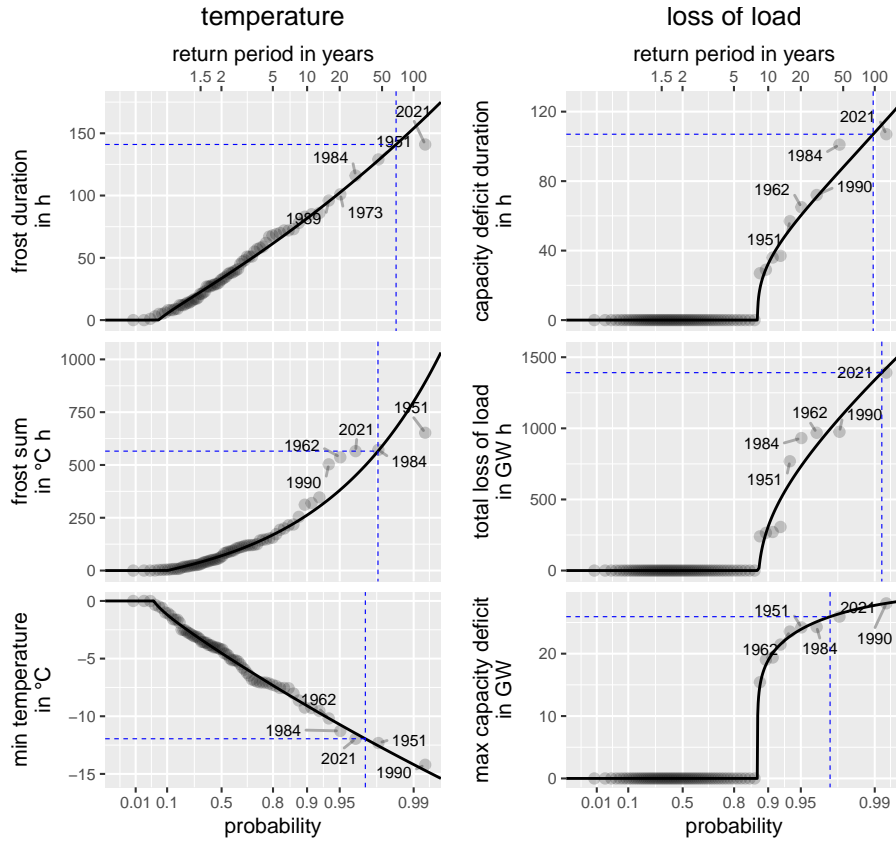 temperature
loss of load
return period in years
return period in years
1.5 2 5 10 20 50 100
1.5 2 5 10 20 50 100
frost duration
in h
150
100
50
0
2021
1951
1984
1973
1989
capacity deficit duration
in h
120
80
40
0
2021
1984
1962
1990
1951
frost sum
in °C h
1000
750
500
250
0
1951
2021
1962
1984
1990
total loss of load
in GW h
1500
1000
500
0
2021
1962
1990
1984
1951
min temperature
in °C
0
−5
−10
−15
1962
1984
1951
2021
1990
max capacity deficit
in GW
20
10
0
1951
2021
1962
1984
1990
0.01 0.1 0.5 0.8 0.9 0.95 0.99
0.01 0.1 0.5 0.8 0.9 0.95 0.99
probability
probability